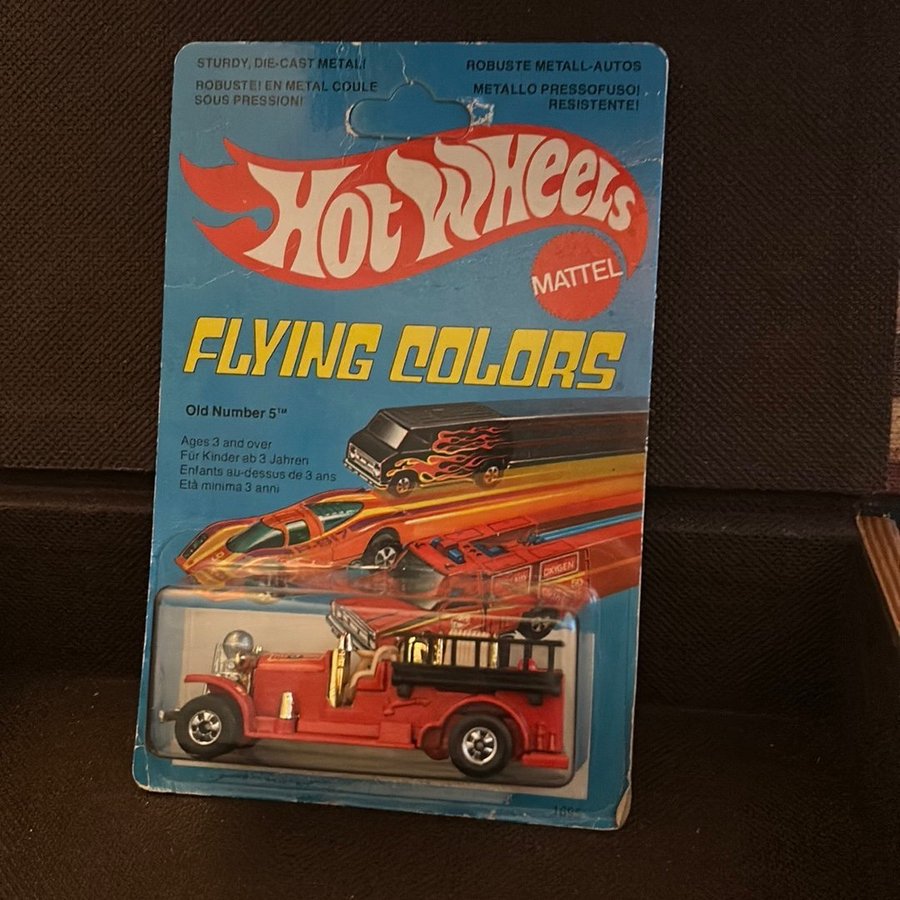 STURDY, DIE-CAST METAL!
ROBUSTE! EN METAL COULE
SOUS PRESSION!
ROBUSTE METALL-AUTOS
METALLO PRESSOFUSO!
RESISTENTE!
HOT WHEELS
MATTEL
FLYING COLORS
Old Number 5™
Ages 3 and over
Für Kinder ab 3 Jahren
Enfants au-dessus de 3 ans
Età minima 3 anni
OXYGEN